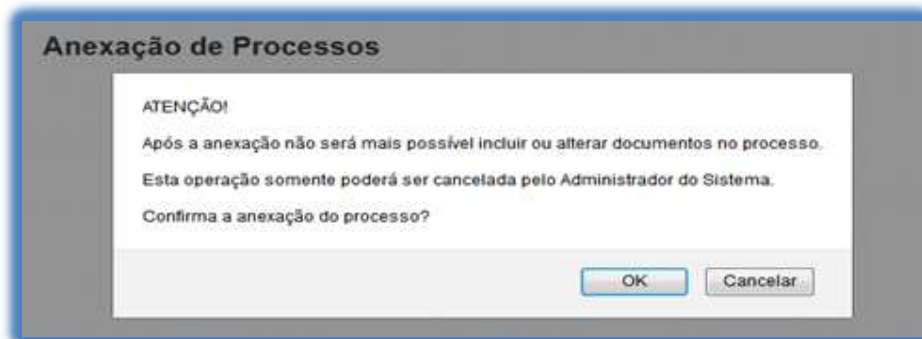 Anexação de Processos
ATENÇÃO!
Após a anexação não será mais possível incluir ou alterar documentos no processo.
Esta operação somente poderá ser cancelada pelo Administrador do Sistema.
Confirma a anexação do processo?
OK
Cancelar